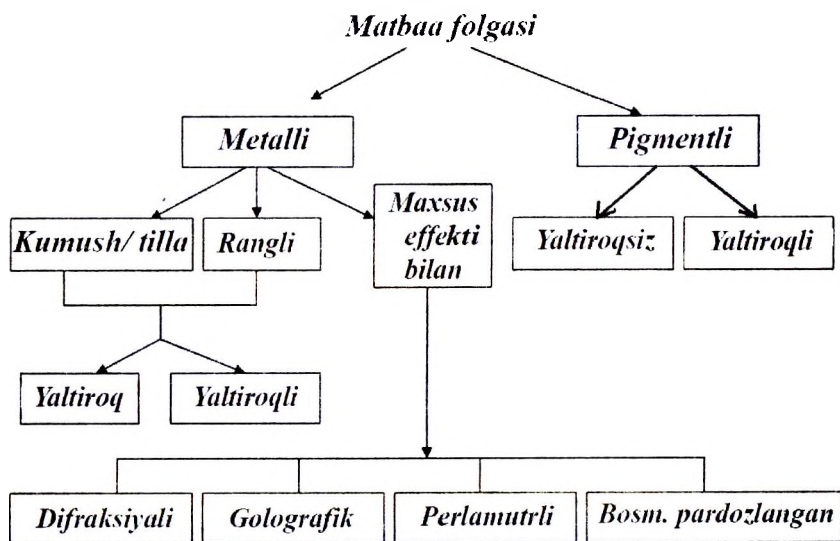 Matbaa folgasi
Metalli
Pigmentli
Kumush/ tilla
Rangli
Maxsus
effekti
bilan
Yaltiroqsiz
Yaltiroqli
Yaltiroq
Yaltiroqli
Difraksiyali
Golografik
Perlamutrli
Bosm. pardozlangan